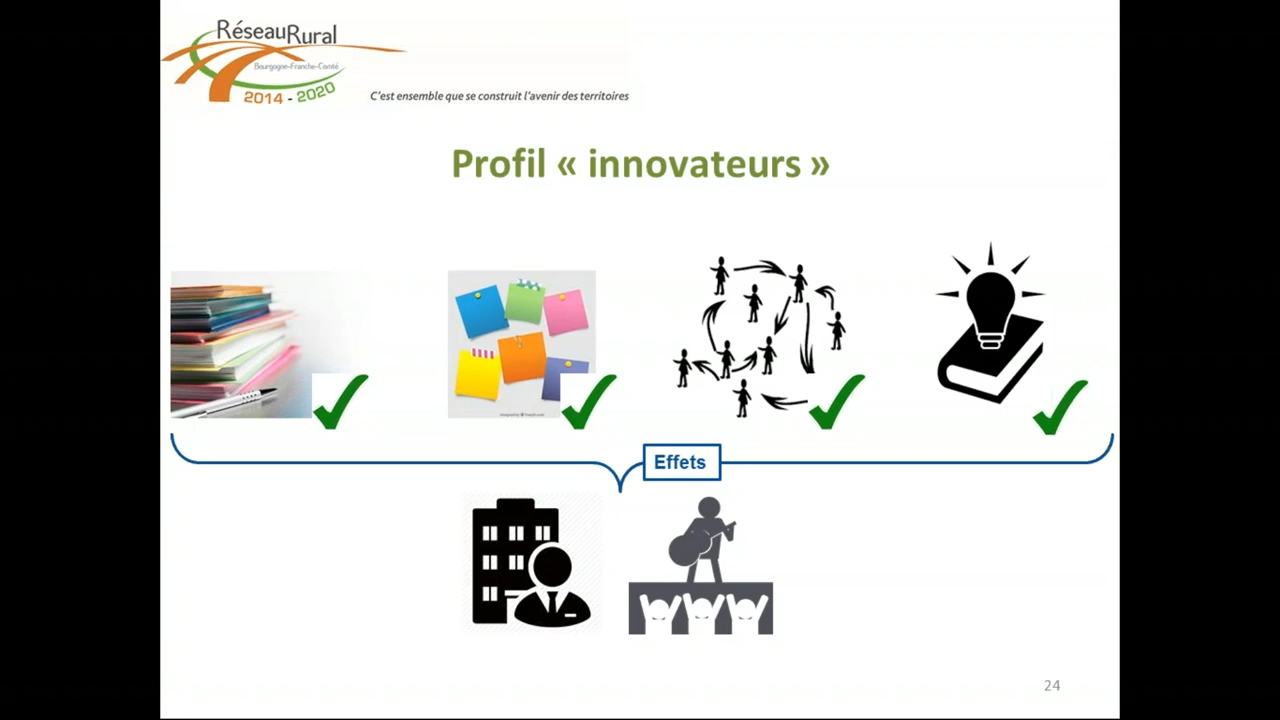 RéseauRural
Bourgogne-Franche-Comté
2014 - 2020
C'est ensemble que se construit l'avenir des territoires
Profil « innovateurs »
Effets
24